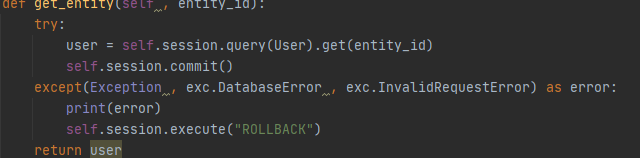 def get_entity(self , entity_id):
    try:
        user = self.session.query(User).get(entity_id)
        self.session.commit()
    except(Exception , exc.DatabaseError , exc.InvalidRequestError) as error:
        print(error)
        self.session.execute("ROLLBACK")
    return user